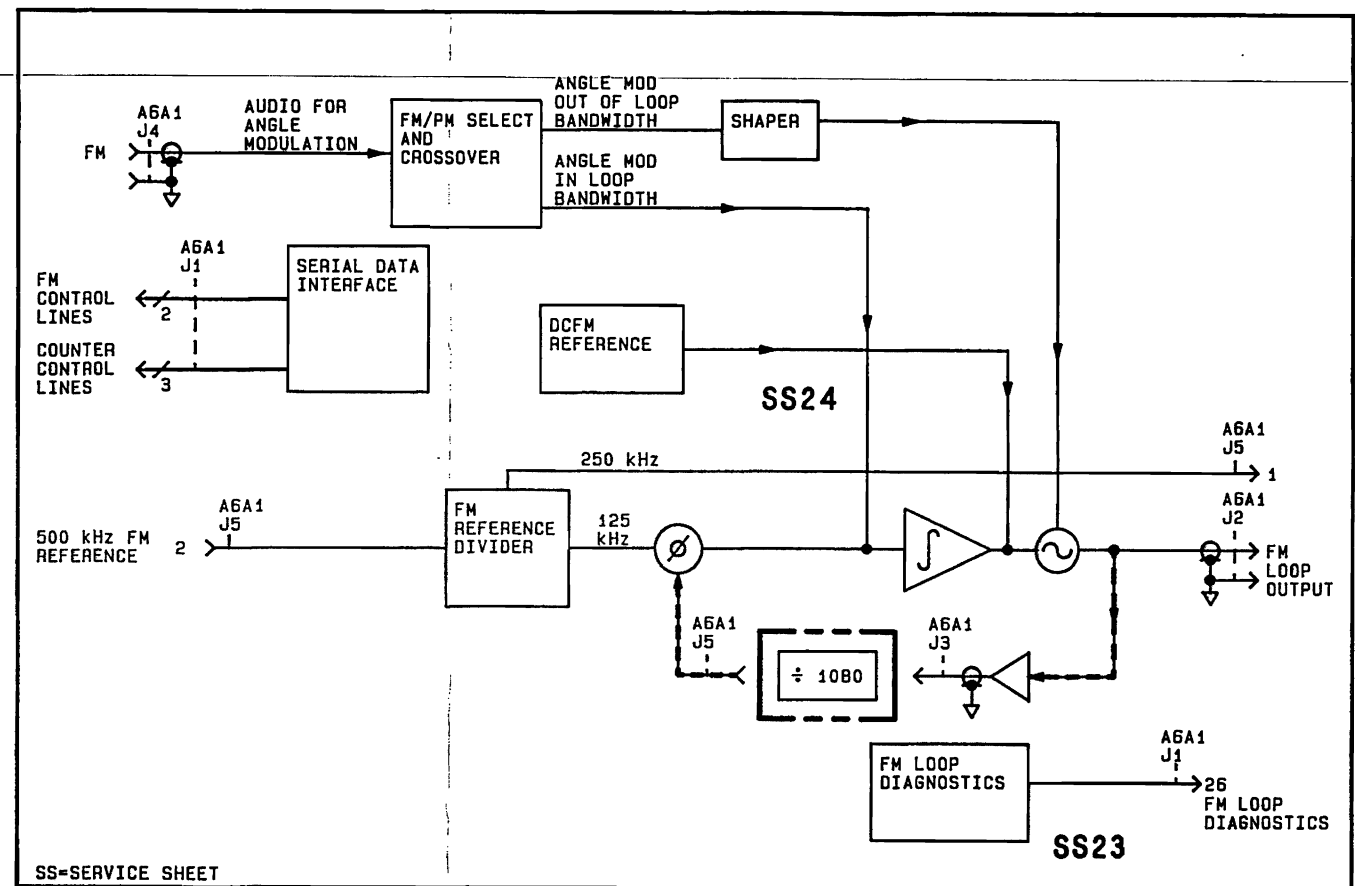 A6A1
J4
FM
AUDIO FOR
ANGLE
MODULATION
FM/PM SELECT
AND
CROSSOVER
ANGLE MOD
OUT OF LOOP
BANDWIDTH
ANGLE MOD
IN LOOP
BANDWIDTH
SHAPER
A6A1
J1
FM
CONTROL
LINES
2
COUNTER
CONTROL
LINES
3
SERIAL DATA
INTERFACE
DCFM
REFERENCE
SS24
250 kHz
A6A1
J5
1
500 kHz FM
REFERENCE
2
A6A1
J5
FM
REFERENCE
DIVIDER
125
kHz
Ø
∫
A6A1
J2
FM
LOOP
OUTPUT
A6A1
J5
÷ 1080
A6A1
J3
FM LOOP
DIAGNOSTICS
A6A1
J1
26
FM LOOP
DIAGNOSTICS
SS23
SS=SERVICE SHEET